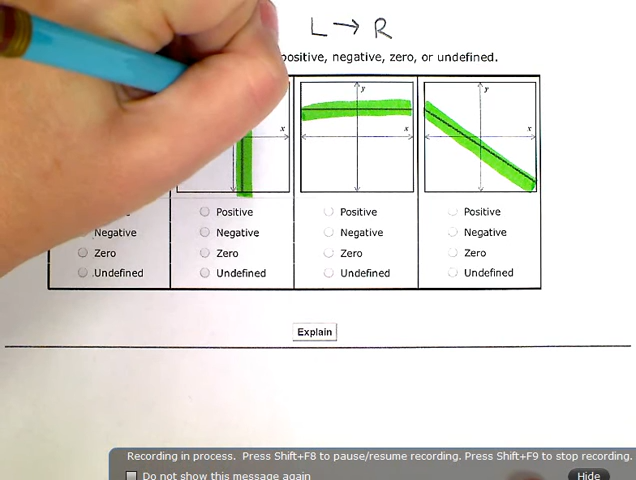 L → R
positive, negative, zero, or undefined.
y y
x x x
Positive Positive Positive
Negative Negative Negative Negative
Zero Zero Zero Zero
Undefined Undefined Undefined Undefined
Explain
Recording in process. Press Shift+F8 to pause/resume recording. Press Shift+F9 to stop recording.
Do not show this message again
Hide